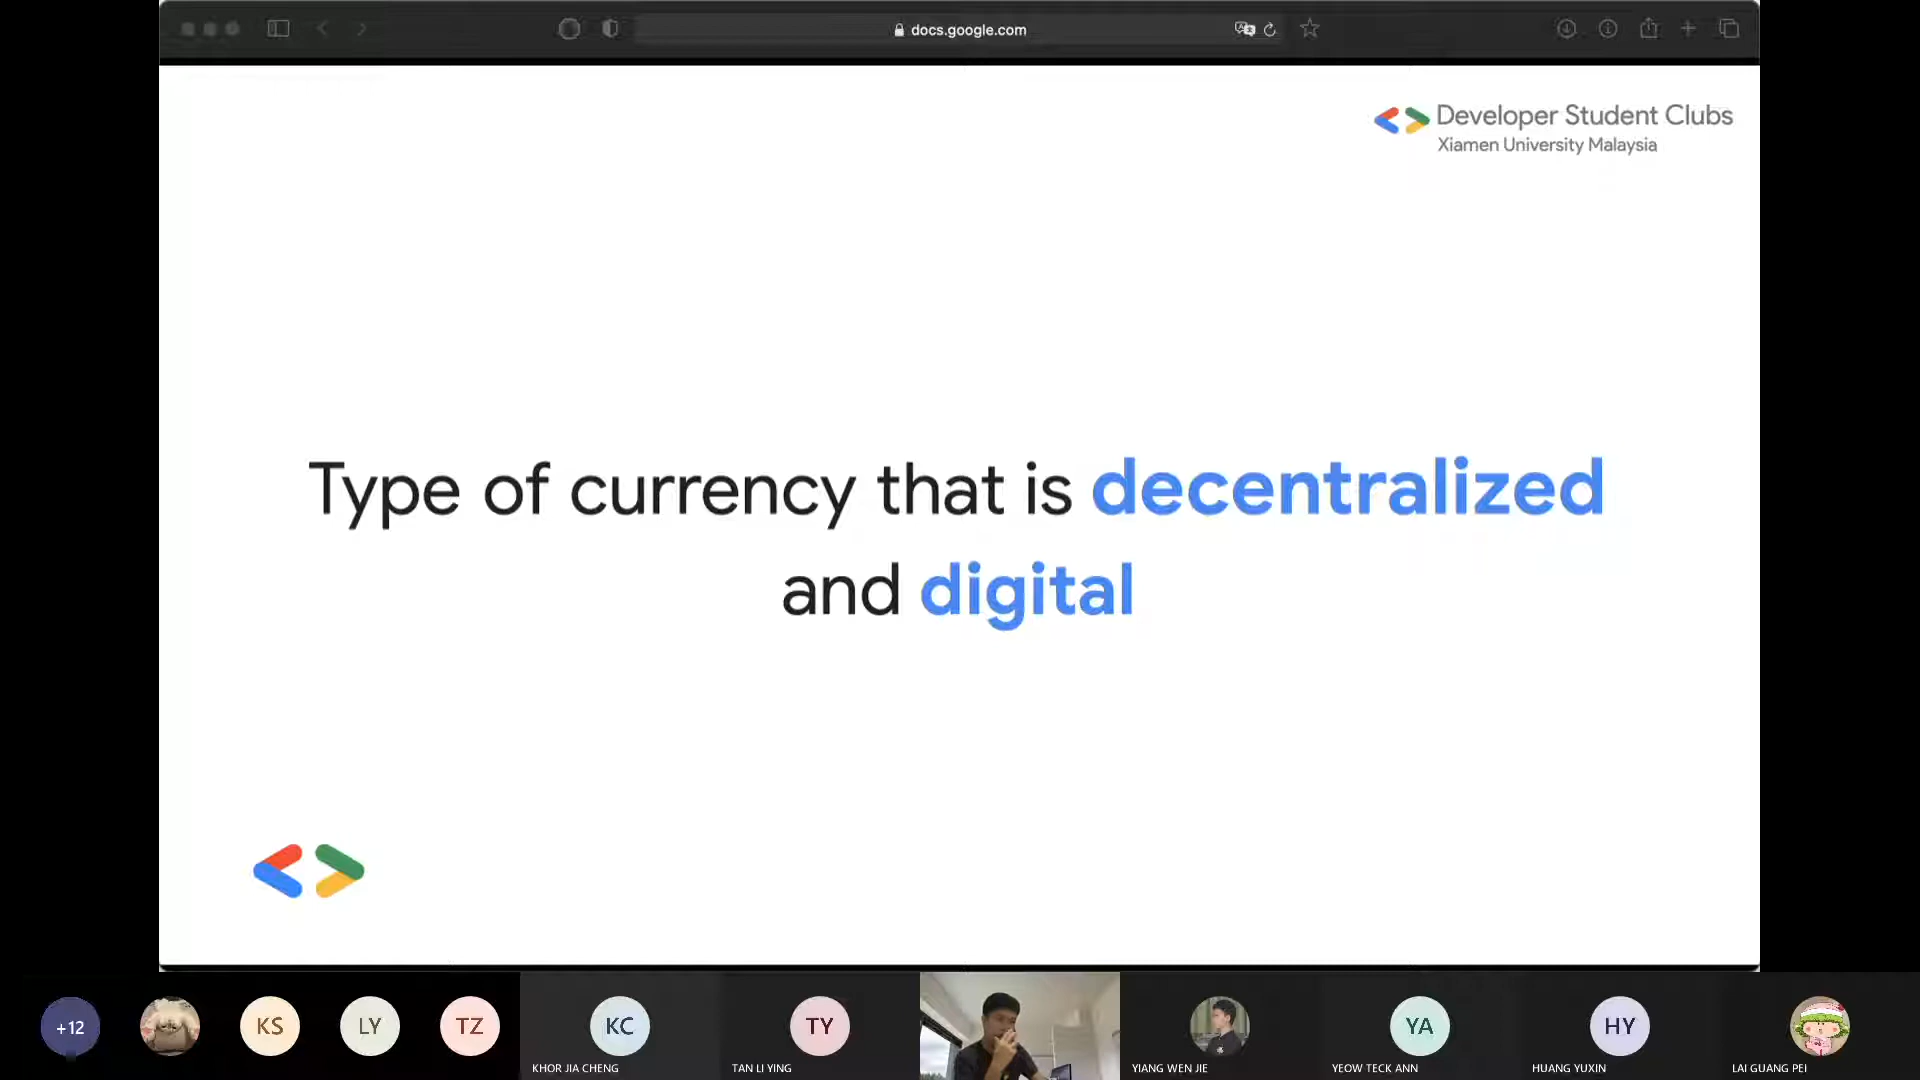 docs.google.com
Developer Student Clubs
Xiamen University Malaysia
Type of currency that is decentralized
and digital
+12
KS
LY
TZ
KC
TY
YA
HY
KHOR JIA CHENG
TAN LI YING
YIANG WEN JIE
YEOW TECK ANN
HUANG YUXIN
LAI GUANG PEI